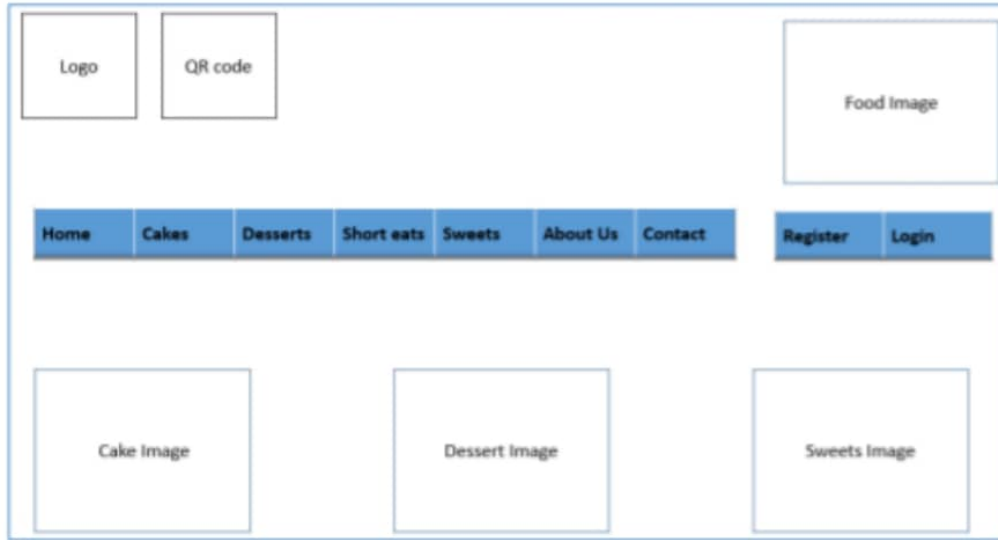 Logo
QR code
Food Image
Home Cakes Desserts Short eats Sweets About Us Contact
Register Login
Cake Image
Dessert Image
Sweets Image